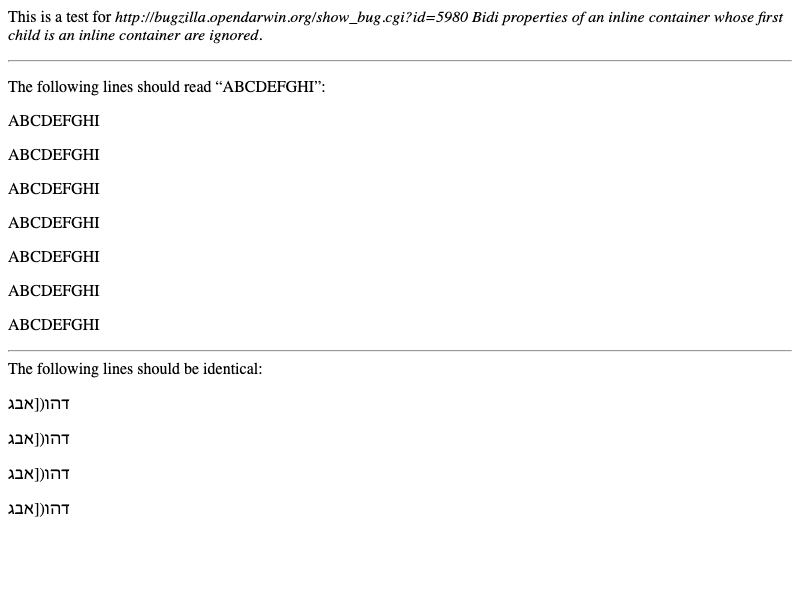 This is a test for http://bugzilla.opendarwin.org/show_bug.cgi?id=5980 Bidi properties of an inline container whose first
child is an inline container are ignored.
The following lines should read “ABCDEFGHI”:
ABCDEFGHI
ABCDEFGHI
ABCDEFGHI
ABCDEFGHI
ABCDEFGHI
ABCDEFGHI
ABCDEFGHI
The following lines should be identical:
דהו([אבג
דהו([אבג
דהו([אבג
דהו([אבג